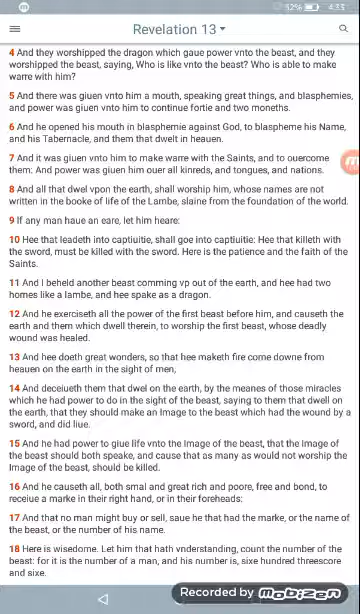 52% 4:35
Revelation 13
4 And they worshipped the dragon which gaue power vnto the beast, and they
worshipped the beast, saying, Who is like vnto the beast? Who is able to make
warre with him?
5 And there was giuen vnto him a mouth, speaking great things, and blasphemies,
and power was giuen vnto him to continue fortie and two moneths.
6 And he opened his mouth in blasphemie against God, to blaspheme his Name,
and his Tabernacle, and them that dwelt in heauen.
7 And it was giuen vnto him to make warre with the Saints, and to ouercome
them: And power was giuen him ouer all kinreds, and tongues, and nations.
8 And all that dwel vpon the earth, shall worship him, whose names are not
written in the booke of life of the Lambe, slaine from the foundation of the world.
9 If any man haue an eare, let him heare:
10 Hee that leadeth into captiuitie, shall goe into captiuitie: Hee that killeth with
the sword, must be killed with the sword. Here is the patience and the faith of the
Saints.
11 And I beheld another beast comming vp out of the earth, and hee had two
hornes like a lambe, and hee spake as a dragon.
12 And he exerciseth all the power of the first beast before him, and causeth the
earth and them which dwell therein, to worship the first beast, whose deadly
wound was healed.
13 And hee doeth great wonders, so that hee maketh fire come downe from
heauen on the earth in the sight of men,
14 And deceiueth them that dwel on the earth, by the meanes of those miracles
which he had power to do in the sight of the beast, saying to them that dwell on
the earth, that they should make an Image to the beast which had the wound by a
sword, and did liue.
15 And he had power to giue life vnto the Image of the beast, that the Image of
the beast should both speake, and cause that as many as would not worship the
Image of the beast, should be killed.
16 And he causeth all, both smal and great rich and poore, free and bond, to
receiue a marke in their right hand, or in their foreheads:
17 And that no man might buy or sell, saue he that had the marke, or the name of
the beast, or the number of his name.
18 Here is wisedome. Let him that hath vnderstanding, count the number of the
beast: for it is the number of a man, and his number is, sixe hundred threescore
and sixe.
Recorded by Mobizen